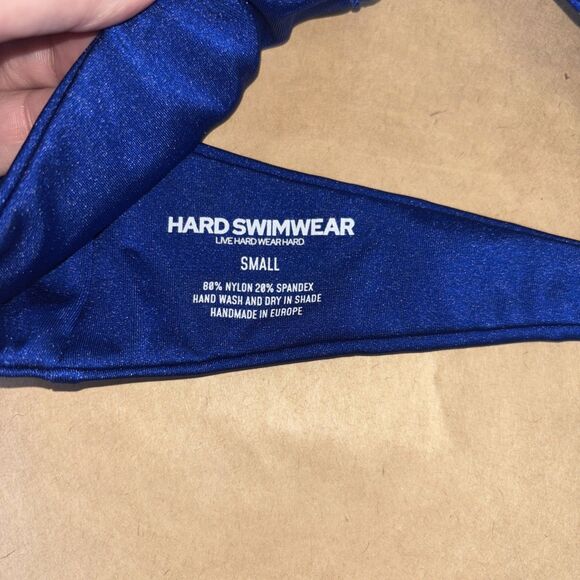 HARD SWIMWEAR
LIVE HARD WEAR HARD.
SMALL
80% NYLON 20% SPANDEX
HAND WASH AND DRY IN SHADE
HANDMADE IN EUROPE